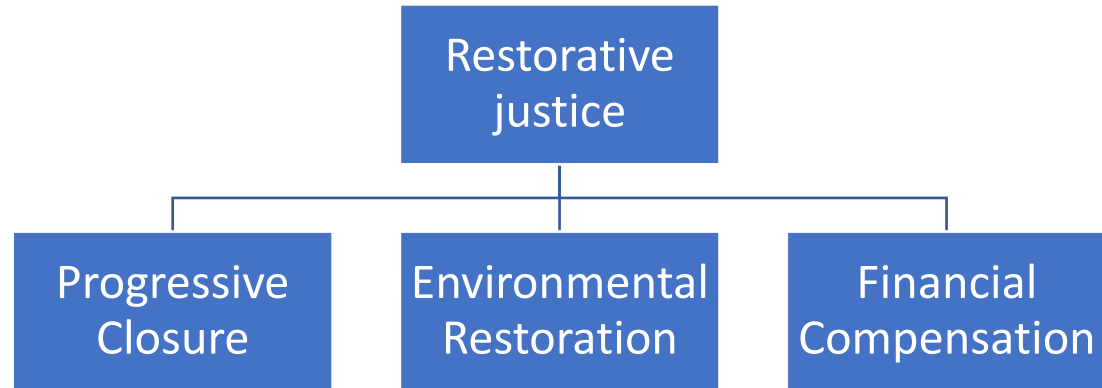 Restorative
justice
Progressive
Closure
Environmental
Restoration
Financial
Compensation